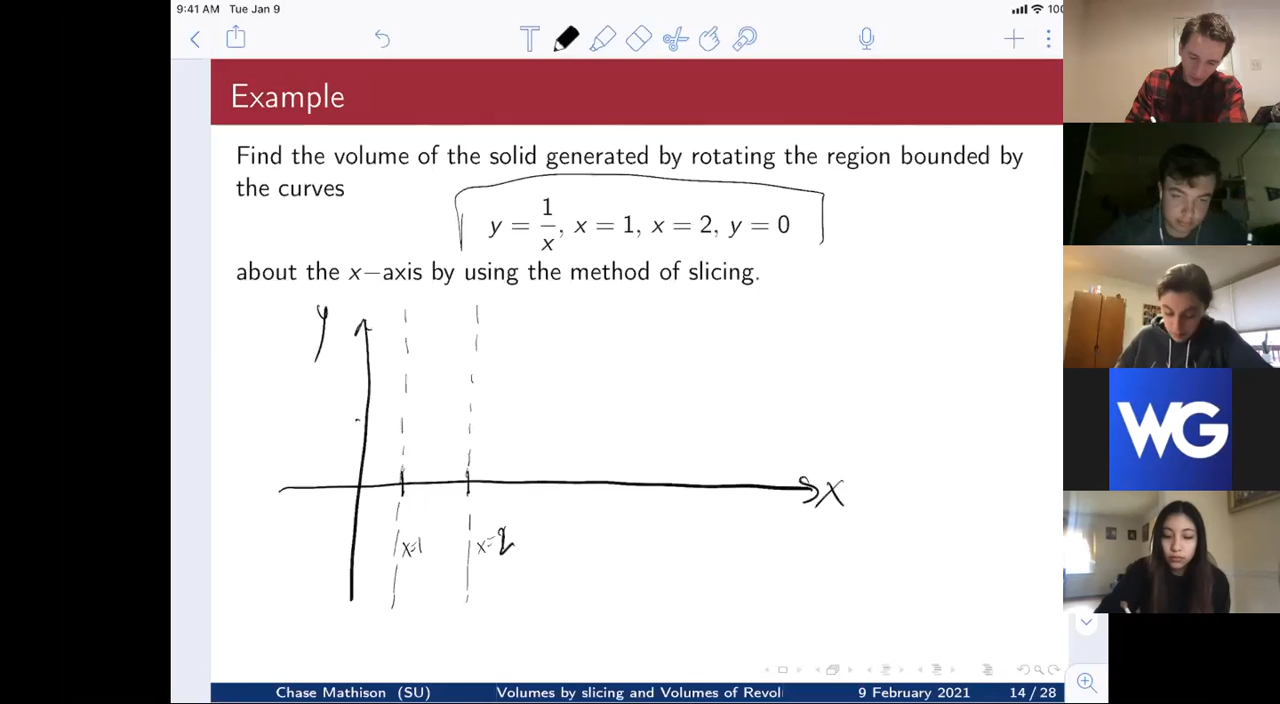 9:41 AM Tue Jan 9
100
Example
Find the volume of the solid generated by rotating the region bounded by
the curves
y = 1/x, x = 1, x = 2, y = 0
about the x−axis by using the method of slicing.
y
x
x=1
x=2
WG
Chase Mathison (SU) Volumes by slicing and Volumes of Revol 9 February 2021 14 / 28